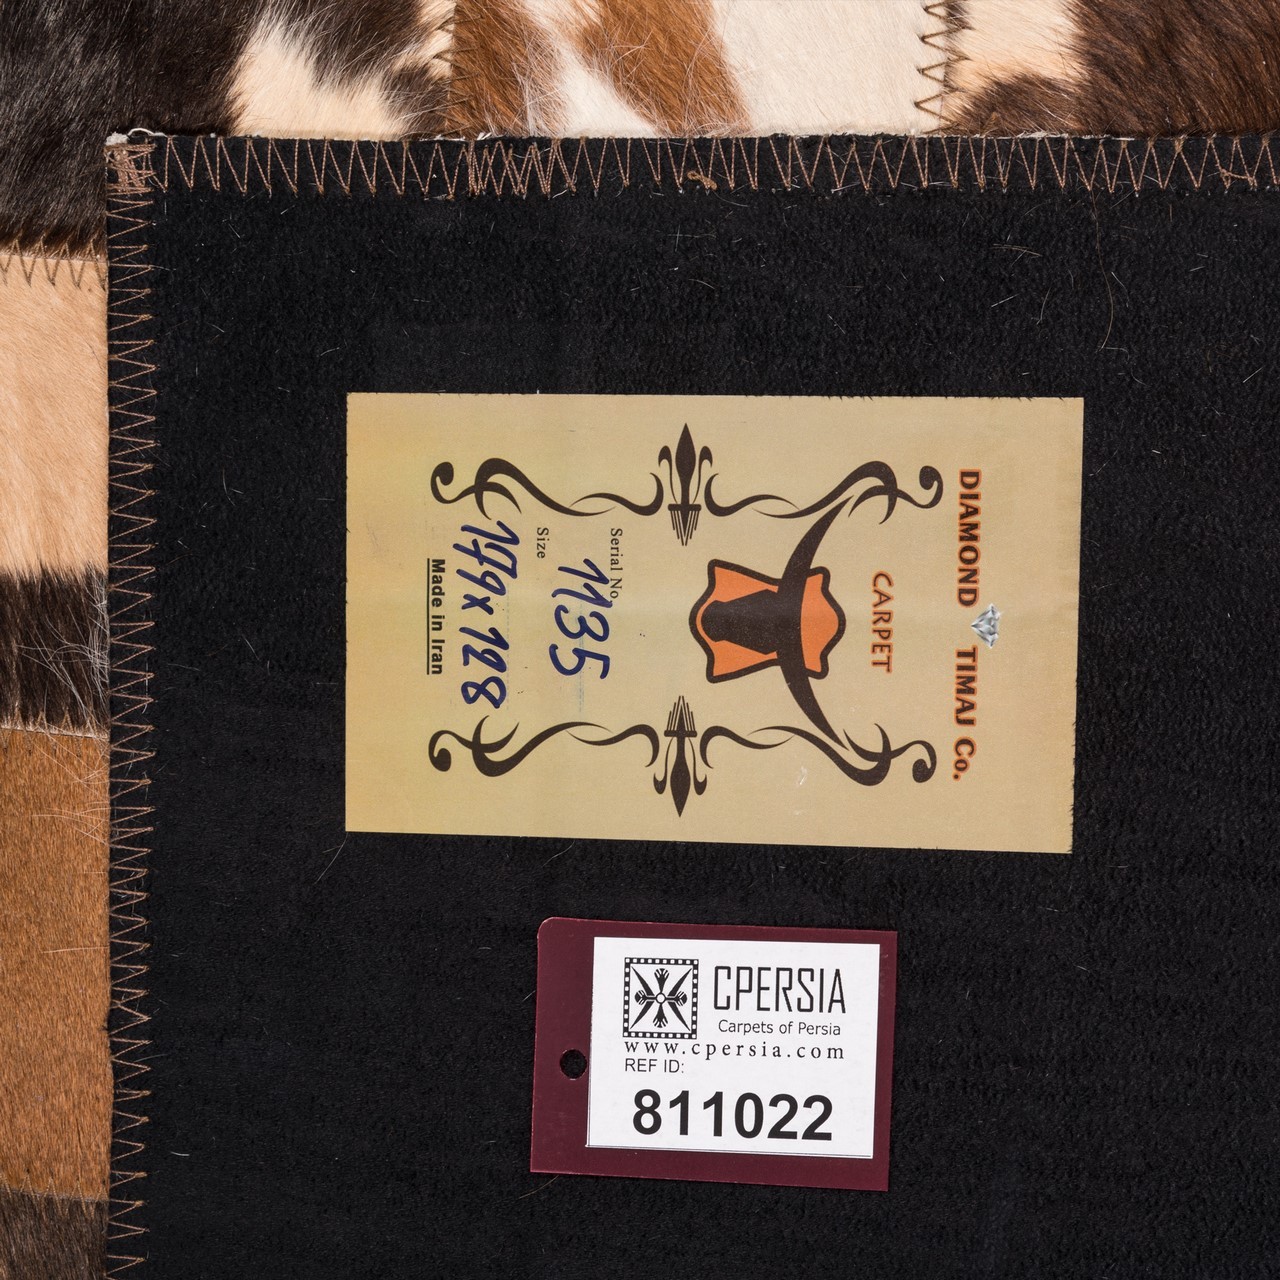 DIAMOND TIMAJ Co.
CARPET
Serial No. 1135
Size 179x128
Made in Iran
CPERSIA
Carpets of Persia
www.cpersia.com
REF ID:
811022